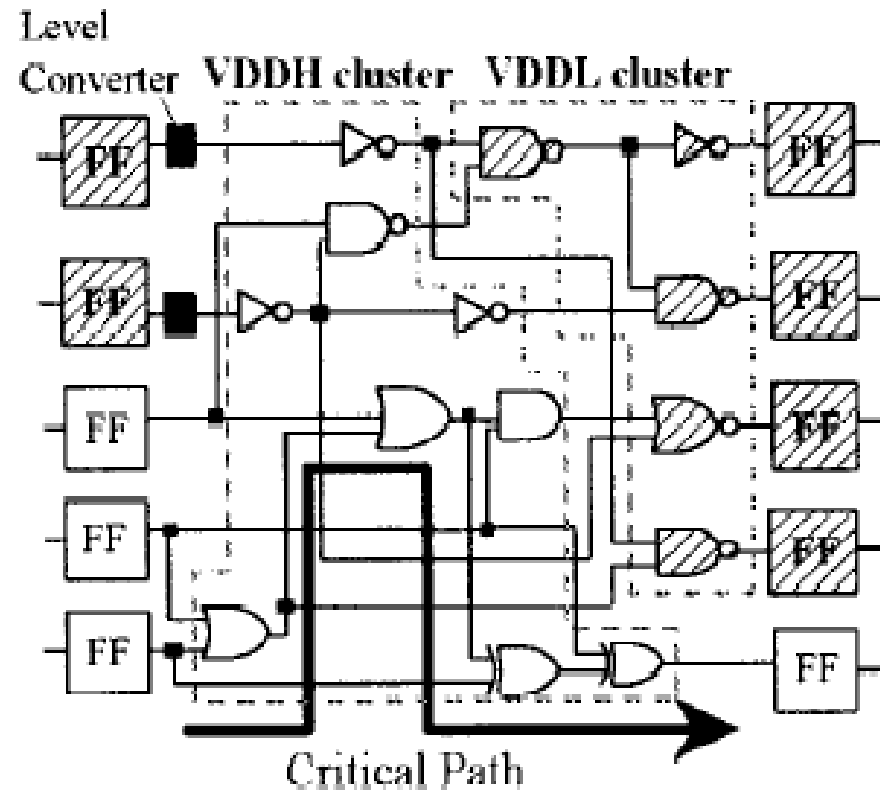 Level
Converter
VDDH cluster
VDDL cluster
FF
FF
FF
FF
FF
FF
FF
FF
FF
FF
Critical Path